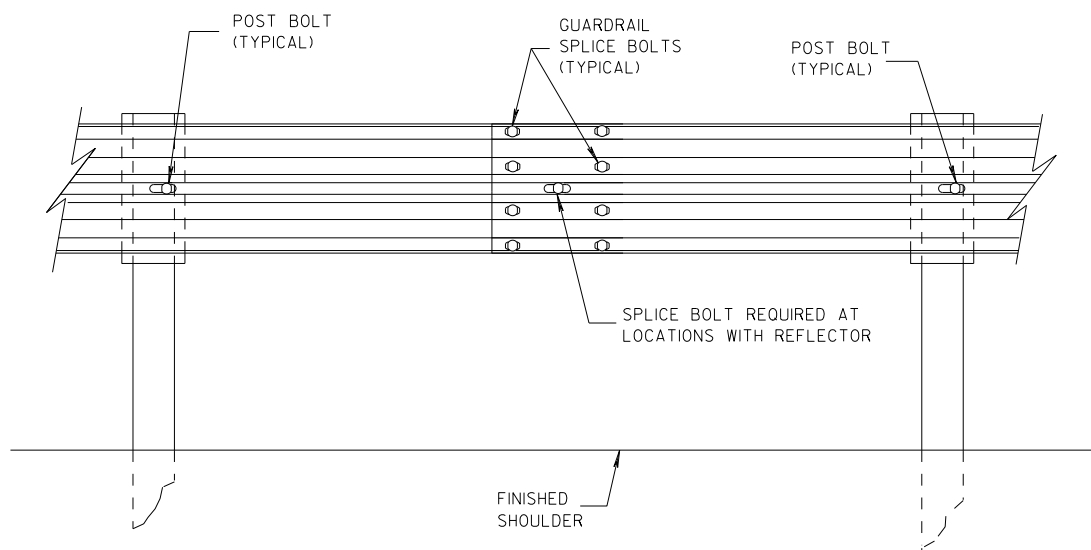 POST BOLT
(TYPICAL)
GUARDRAIL
SPLICE BOLTS
(TYPICAL)
POST BOLT
(TYPICAL)
SPLICE BOLT REQUIRED AT
LOCATIONS WITH REFLECTOR
FINISHED
SHOULDER